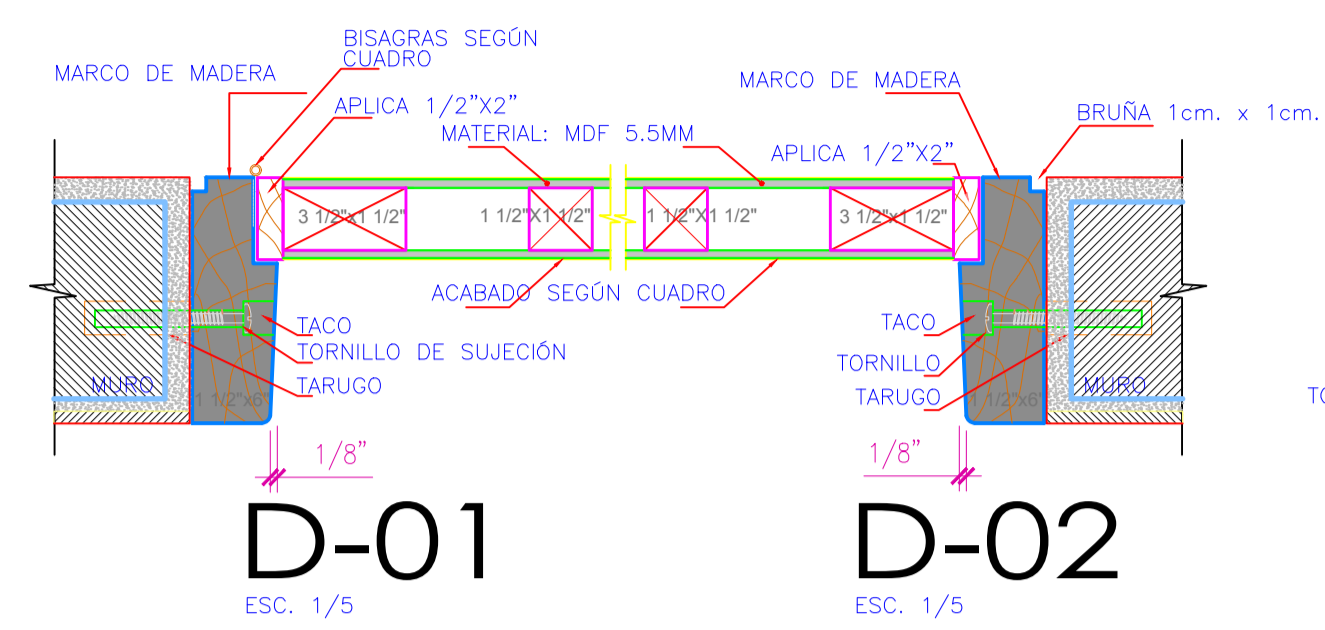 BISAGRAS SEGÚN
CUADRO
MARCO DE MADERA
MARCO DE MADERA
APLICA 1/2"X2"
BRUÑA 1cm. x 1cm.
MATERIAL: MDF 5.5MM
APLICA 1/2"X2"
3 1/2"x1 1/2"
1 1/2"X1 1/2"
1 1/2"X1 1/2"
3 1/2"x1 1/2"
ACABADO SEGÚN CUADRO
TACO
TORNILLO DE SUJECIÓN
TARUGO
TACO
TORNILLO
TARUGO
MURO
1 1/2"x6"
1 1/2"x6"
MURO
1/8"
1/8"
D-01
ESC. 1/5
D-02
ESC. 1/5